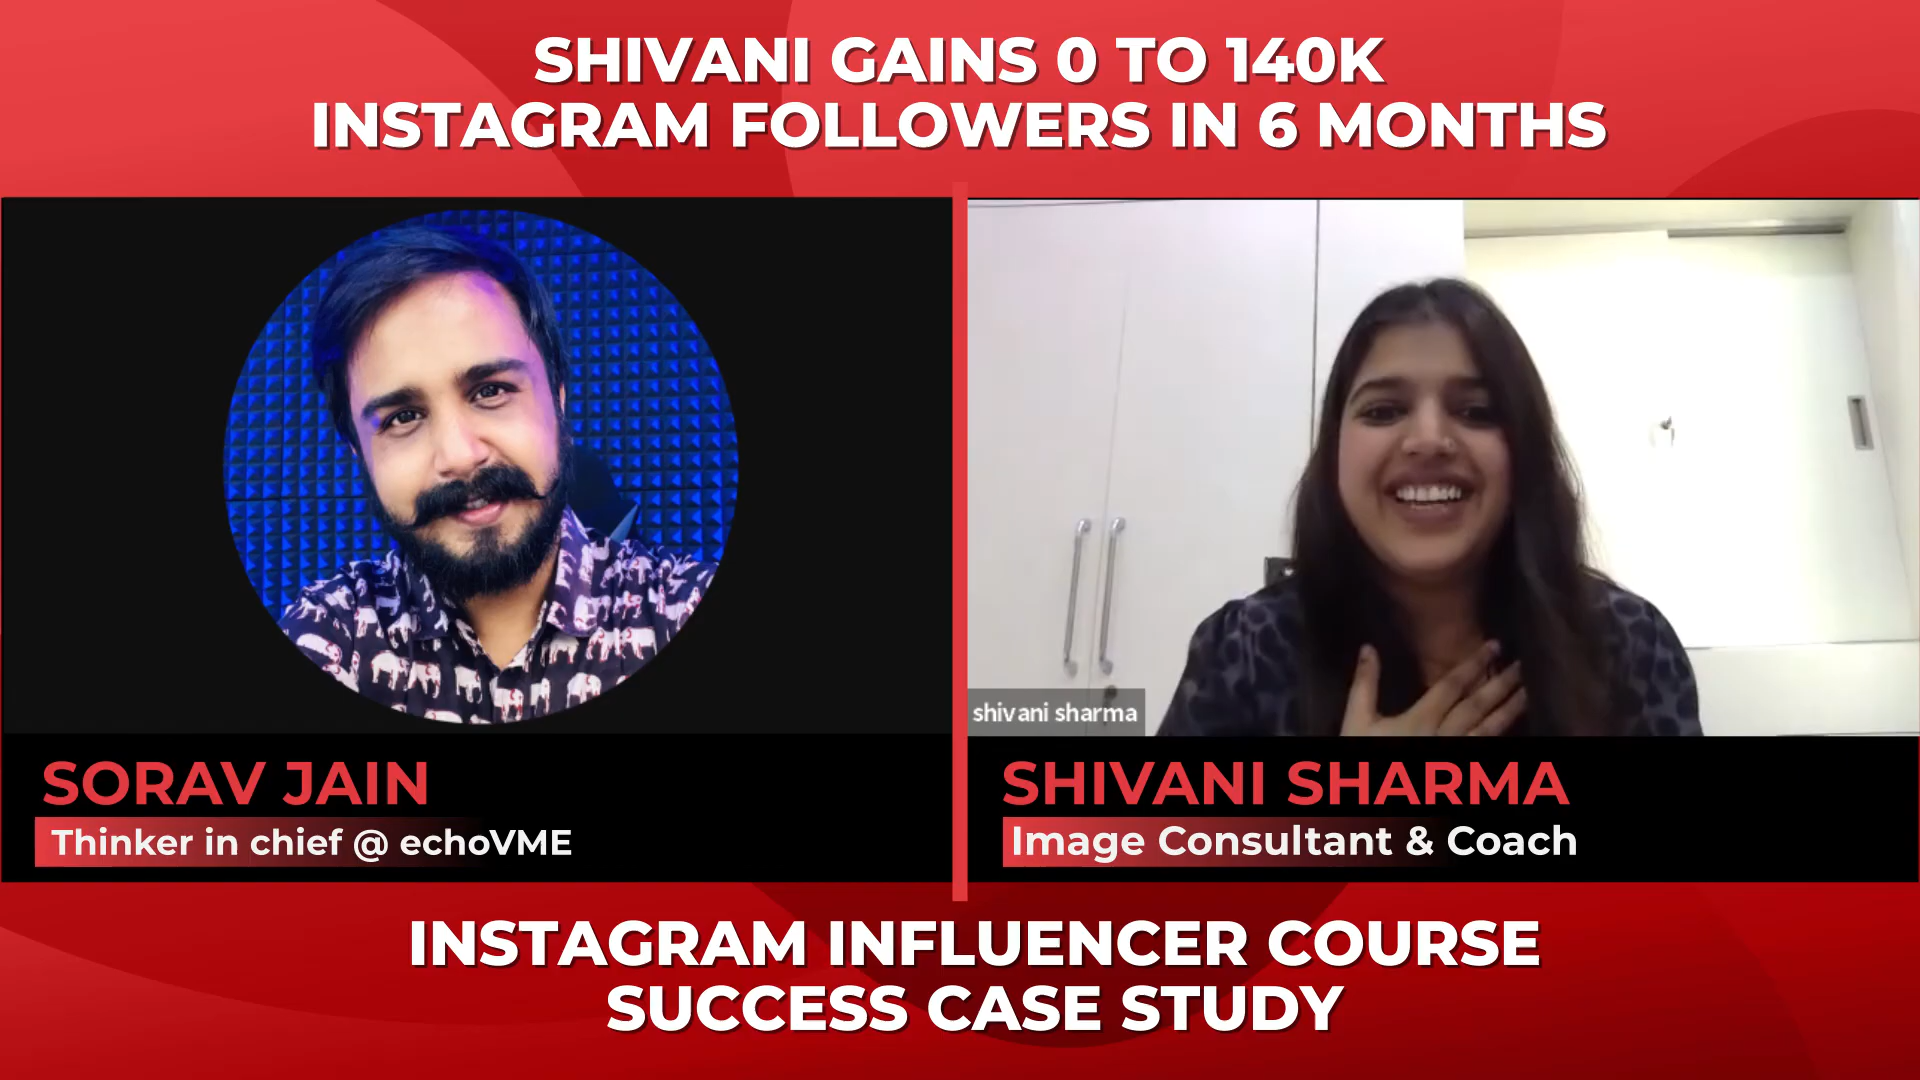 SHIVANI GAINS 0 TO 140K
INSTAGRAM FOLLOWERS IN 6 MONTHS
shivani sharma
SORAV JAIN
Thinker in chief @ echoVME
SHIVANI SHARMA
Image Consultant & Coach
INSTAGRAM INFLUENCER COURSE
SUCCESS CASE STUDY